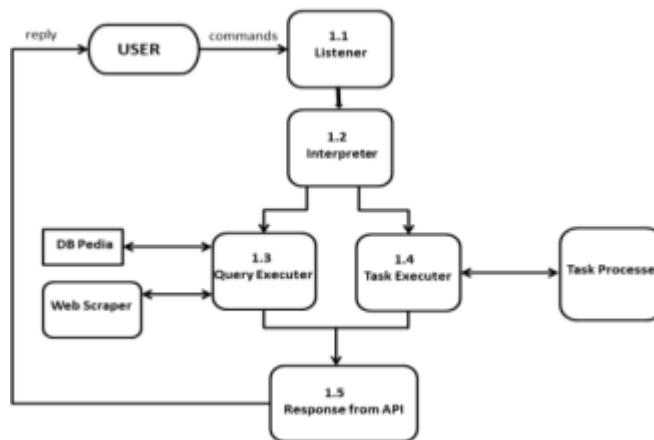 reply
USER
commands
1.1
Listener
1.2
Interpreter
DB Pedia
1.3
Query Executer
1.4
Task Executer
Task Processe
Web Scraper
1.5
Response from API